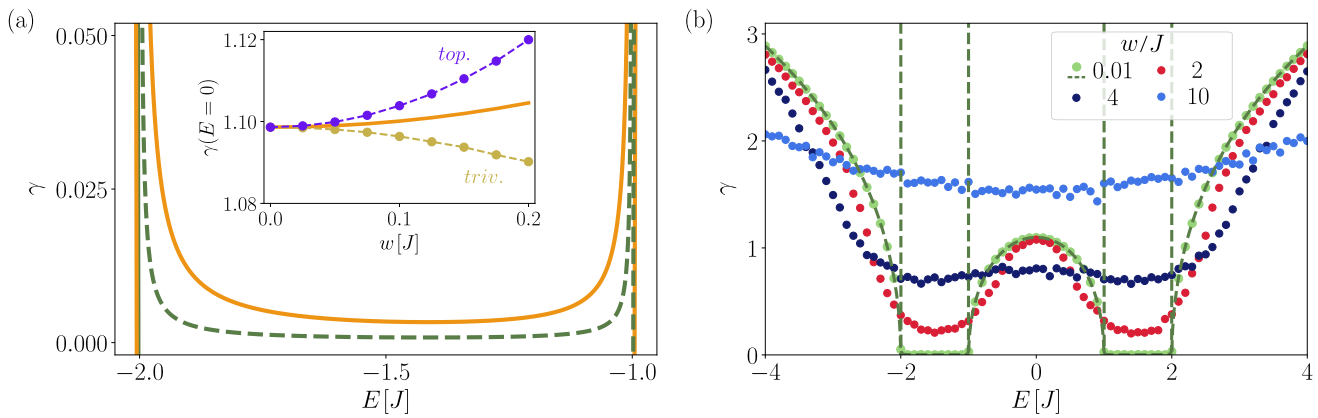 (a)
γ
0.050
0.025
0.000
−2.0
−1.5
−1.0
E [J]
γ(E = 0)
1.12
1.10
1.08
0.0
0.1
0.2
w [J]
top.
triv.
(b)
γ
3
2
1
0
−4
−2
0
2
4
E [J]
w/J
0.01 2
4 10